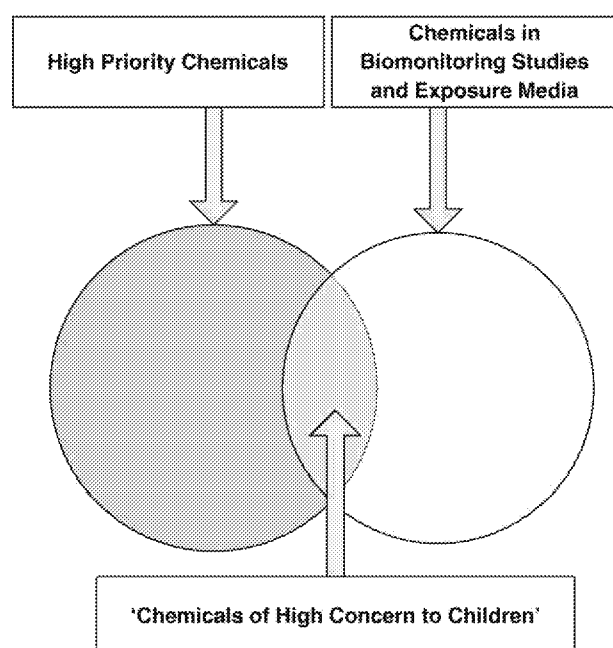 High Priority Chemicals
Chemicals in
Biomonitoring Studies
and Exposure Media
'Chemicals of High Concern to Children'